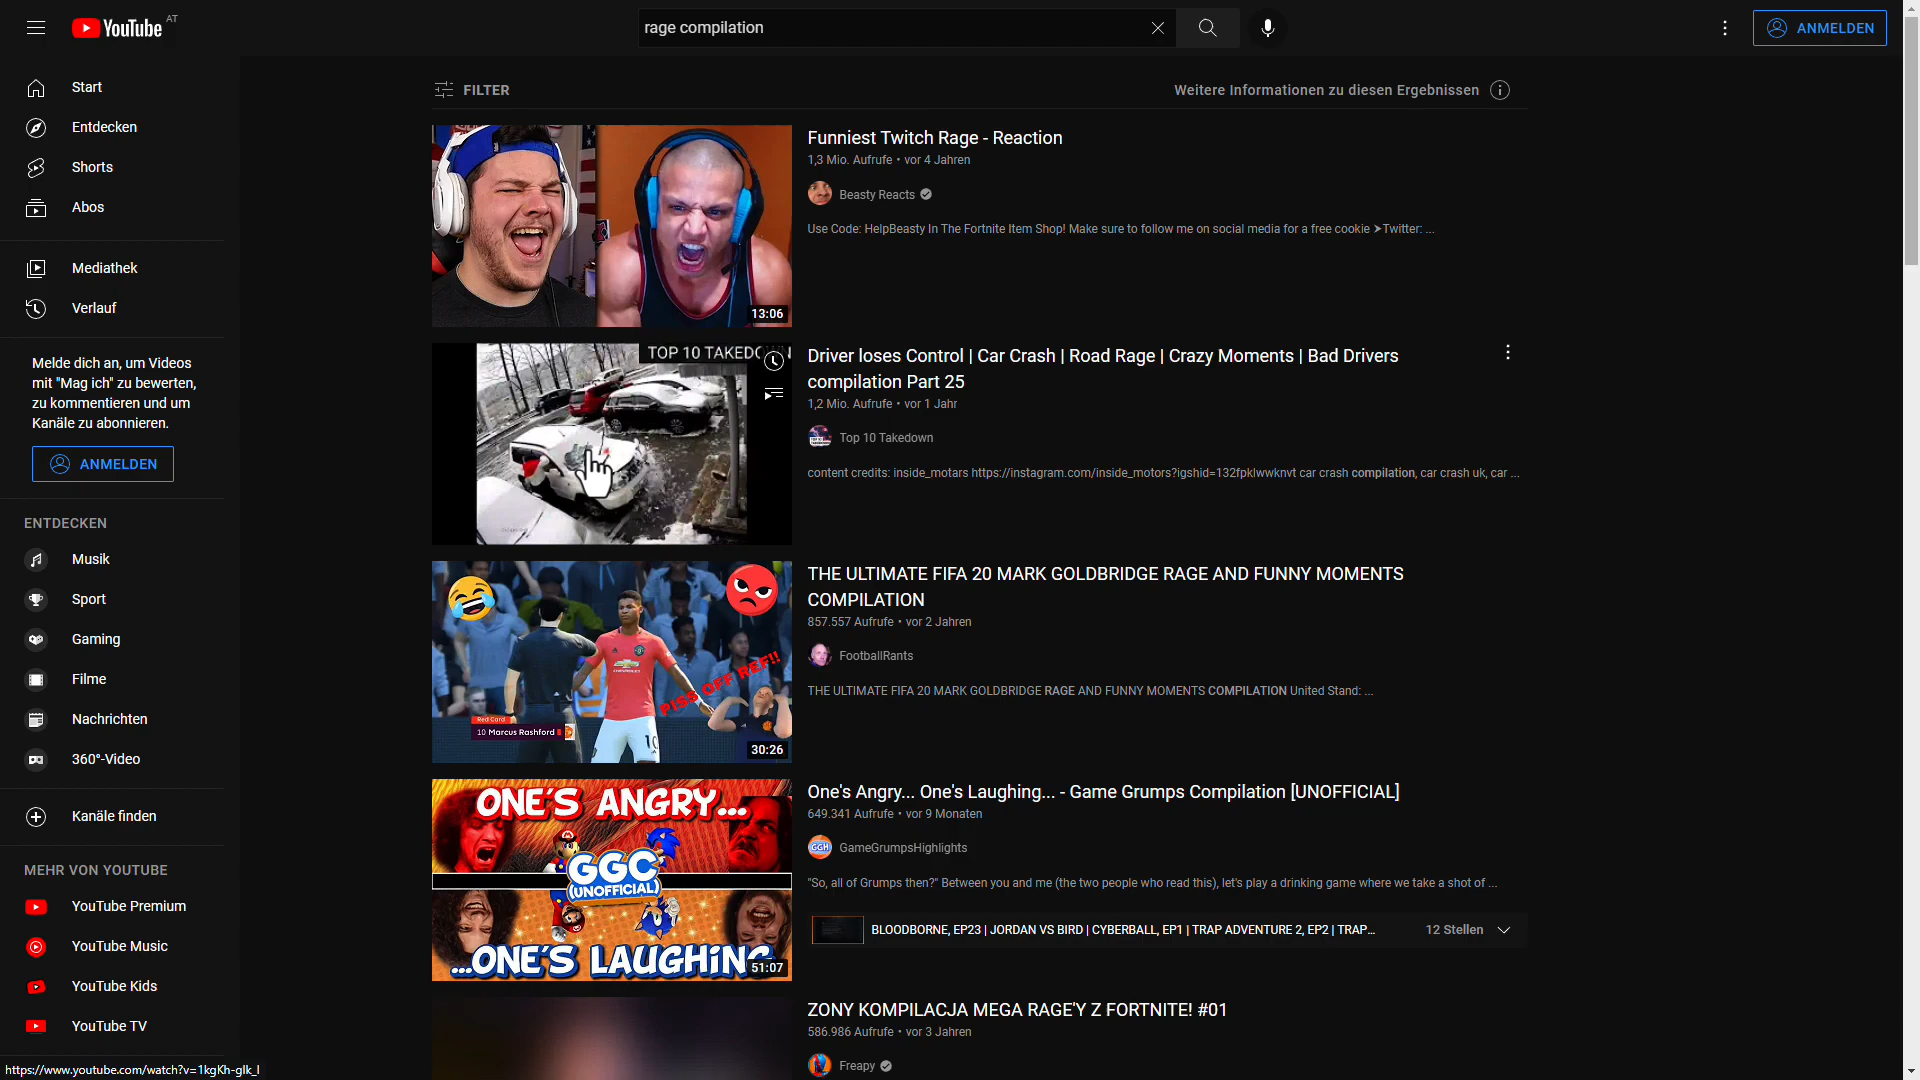 YouTube AT
rage compilation
ANMELDEN
Start
Entdecken
Shorts
Abos
Mediathek
Verlauf
Melde dich an, um Videos
mit "Mag ich" zu bewerten,
zu kommentieren und um
Kanäle zu abonnieren.
ANMELDEN
ENTDECKEN
Musik
Sport
Gaming
Filme
Nachrichten
360°-Video
Kanäle finden
MEHR VON YOUTUBE
YouTube Premium
YouTube Music
YouTube Kids
YouTube TV
https://www.youtube.com/watch?v=1kgKh-glk_I
FILTER
Weitere Informationen zu diesen Ergebnissen
13:06
Funniest Twitch Rage - Reaction
1,3 Mio. Aufrufe • vor 4 Jahren
Beasty Reacts
Use Code: HelpBeasty In The Fortnite Item Shop! Make sure to follow me on social media for a free cookie ➤Twitter: ...
TOP 10
Driver loses Control | Car Crash | Road Rage | Crazy Moments | Bad Drivers
compilation Part 25
1,2 Mio. Aufrufe • vor 1 Jahr
Top 10 Takedown
content credits: inside_motars https://instagram.com/inside_motors?igshid=132fpklwwknvt car crash compilation, car crash uk, car ...
PISS OFF REF!!
Red Card
10 Marcus Rashford
10
30:26
THE ULTIMATE FIFA 20 MARK GOLDBRIDGE RAGE AND FUNNY MOMENTS
COMPILATION
857.557 Aufrufe • vor 2 Jahren
FootballRants
THE ULTIMATE FIFA 20 MARK GOLDBRIDGE RAGE AND FUNNY MOMENTS COMPILATION United Stand: ...
ONE'S ANGRY...
GGC
(UNOFFICIAL)
...ONE'S LAUGHING
51:07
One's Angry... One's Laughing... - Game Grumps Compilation [UNOFFICIAL]
649.341 Aufrufe • vor 9 Monaten
GGH
GameGrumpsHighlights
"So, all of Grumps then?" Between you and me (the two people who read this), let's play a drinking game where we take a shot of ...
BLOODBORNE, EP23 | JORDAN VS BIRD | CYBERBALL, EP1 | TRAP ADVENTURE 2, EP2 | TRAP...
12 Stellen
ZONY KOMPILACJA MEGA RAGE'Y Z FORTNITE! #01
586.986 Aufrufe • vor 3 Jahren
Freapy